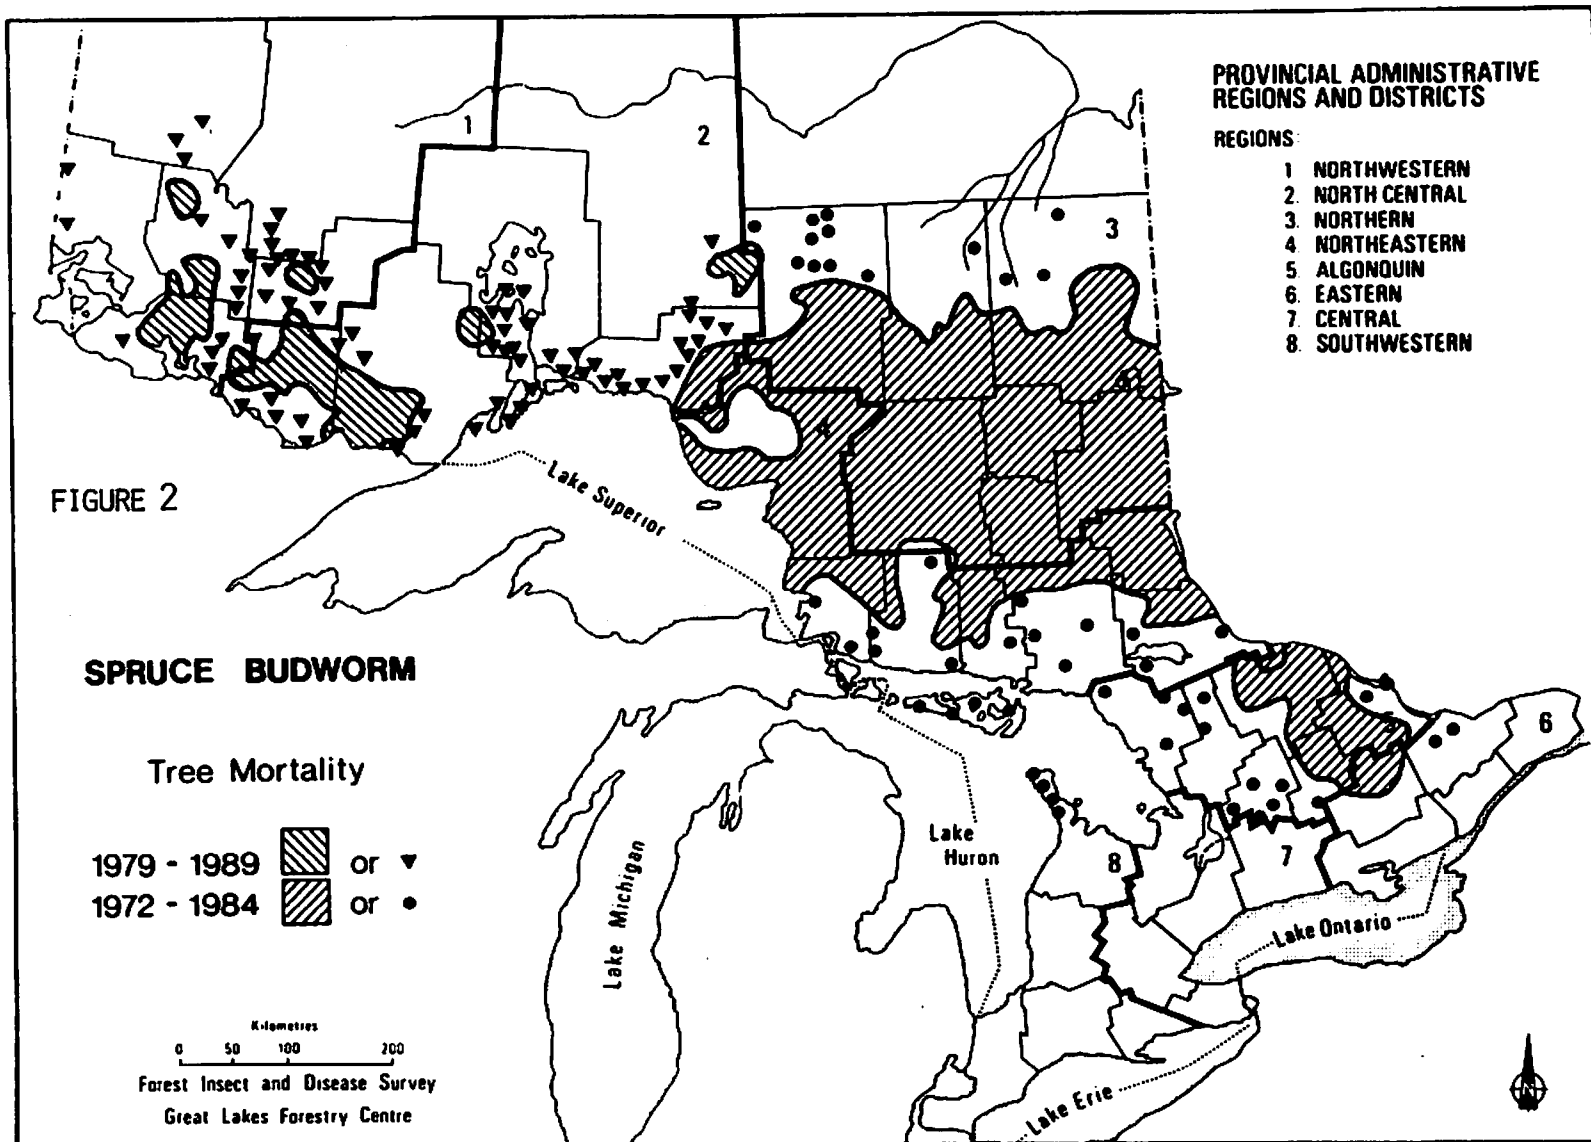 PROVINCIAL ADMINISTRATIVE
REGIONS AND DISTRICTS
REGIONS:
1 NORTHWESTERN
2. NORTH CENTRAL
3. NORTHERN
4 NORTHEASTERN
5. ALGONQUIN
6. EASTERN
7. CENTRAL
8. SOUTHWESTERN
1
2
3
4
5
6
7
8
Lake Superior
FIGURE 2
SPRUCE BUDWORM
Tree Mortality
1979 - 1989 or ▼
1972 - 1984 or ●
Lake Michigan
Lake
Huron
Lake Ontario
Lake Erie
Kilometres
0 50 100 200
Forest Insect and Disease Survey
Great Lakes Forestry Centre